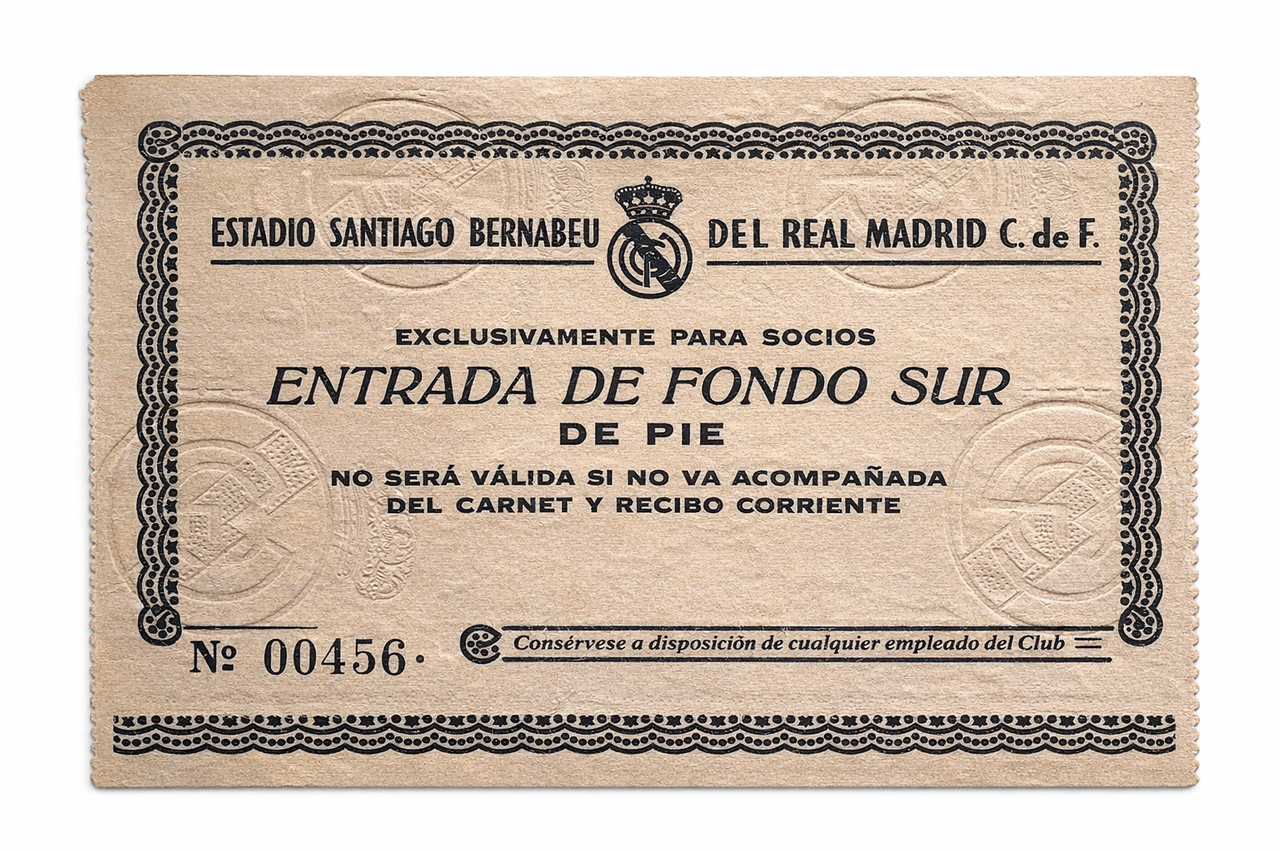 ESTADIO SANTIAGO BERNABEU DEL REAL MADRID C. de F.
EXCLUSIVAMENTE PARA SOCIOS
ENTRADA DE FONDO SUR
DE PIE
NO SERÁ VÁLIDA SI NO VA ACOMPAÑADA
DEL CARNET Y RECIBO CORRIENTE
Nº 00456.
Consérvese a disposición de cualquier empleado del Club